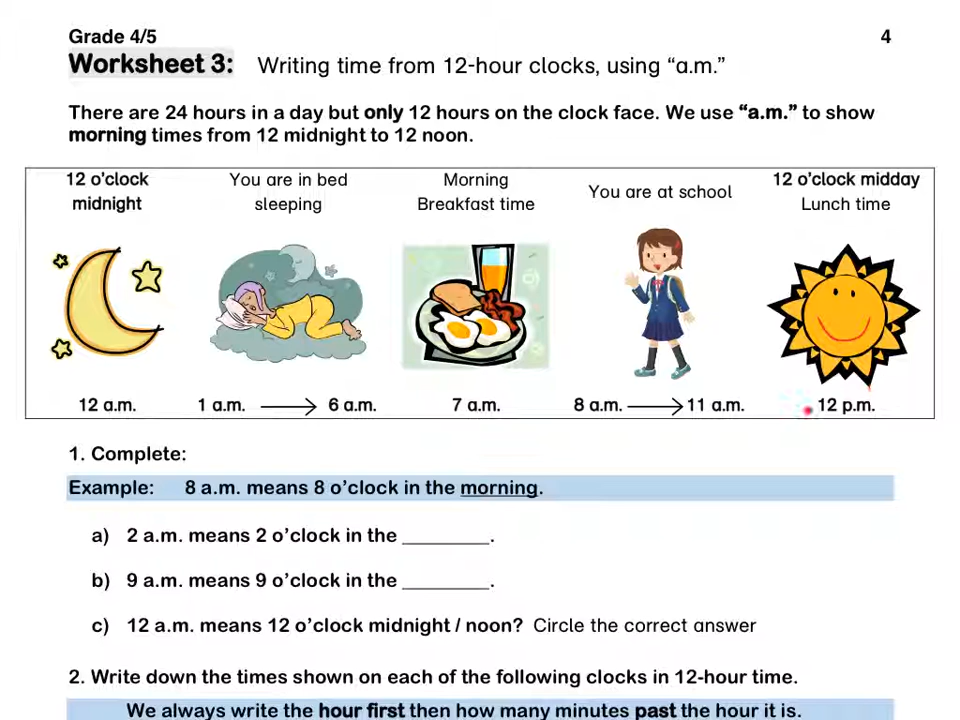 Grade 4/5
4
Worksheet 3: Writing time from 12-hour clocks, using “a.m.”
There are 24 hours in a day but only 12 hours on the clock face. We use “a.m.” to show
morning times from 12 midnight to 12 noon.
12 o’clock
midnight
You are in bed
sleeping
Morning
Breakfast time
You are at school
12 o’clock midday
Lunch time
12 a.m.
1 a.m. → 6 a.m.
7 a.m.
8 a.m. → 11 a.m.
12 p.m.
1. Complete:
Example: 8 a.m. means 8 o’clock in the morning.
a) 2 a.m. means 2 o’clock in the ________.
b) 9 a.m. means 9 o’clock in the ________.
c) 12 a.m. means 12 o’clock midnight / noon? Circle the correct answer
2. Write down the times shown on each of the following clocks in 12-hour time.
We always write the hour first then how many minutes past the hour it is.